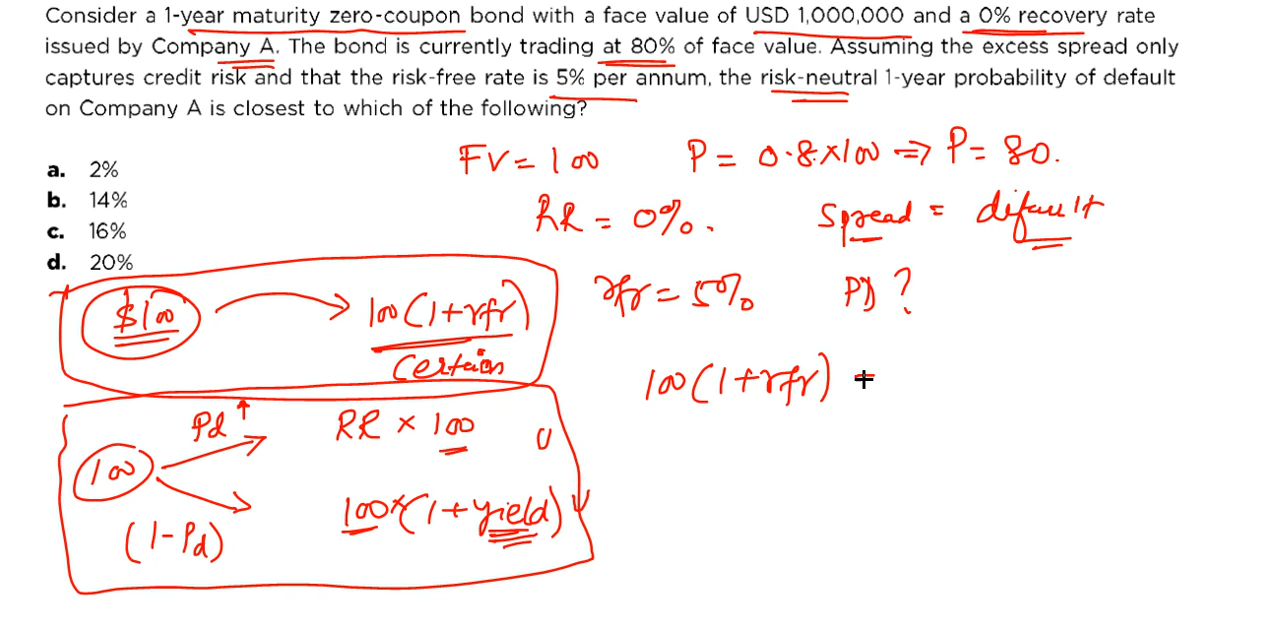 Consider a 1-year maturity zero-coupon bond with a face value of USD 1,000,000 and a 0% recovery rate
issued by Company A. The bond is currently trading at 80% of face value. Assuming the excess spread only
captures credit risk and that the risk-free rate is 5% per annum, the risk-neutral 1-year probability of default
on Company A is closest to which of the following?
a. 2%
b. 14%
c. 16%
d. 20%
FV = 100
P = 0.8×100 => P = 80.
RR = 0%.
Spread = difault
rfr = 5%
PD ?
$100
100(1+rfr)
Certain
100(1+rfr) +
Pd ↑
RR × 100
100
(1-Pd)
100×(1+yield)